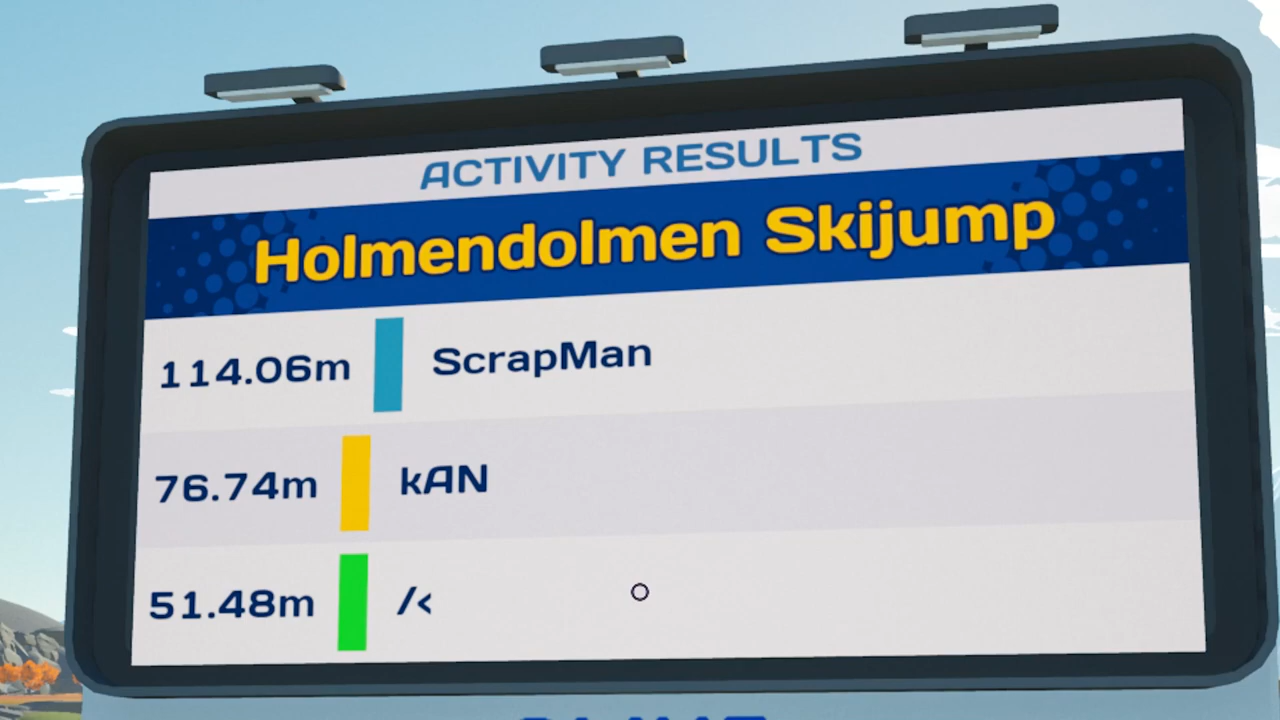 ACTIVITY RESULTS
Holmendolmen Skijump
114.06m ScrapMan
76.74m kAN
51.48m /<